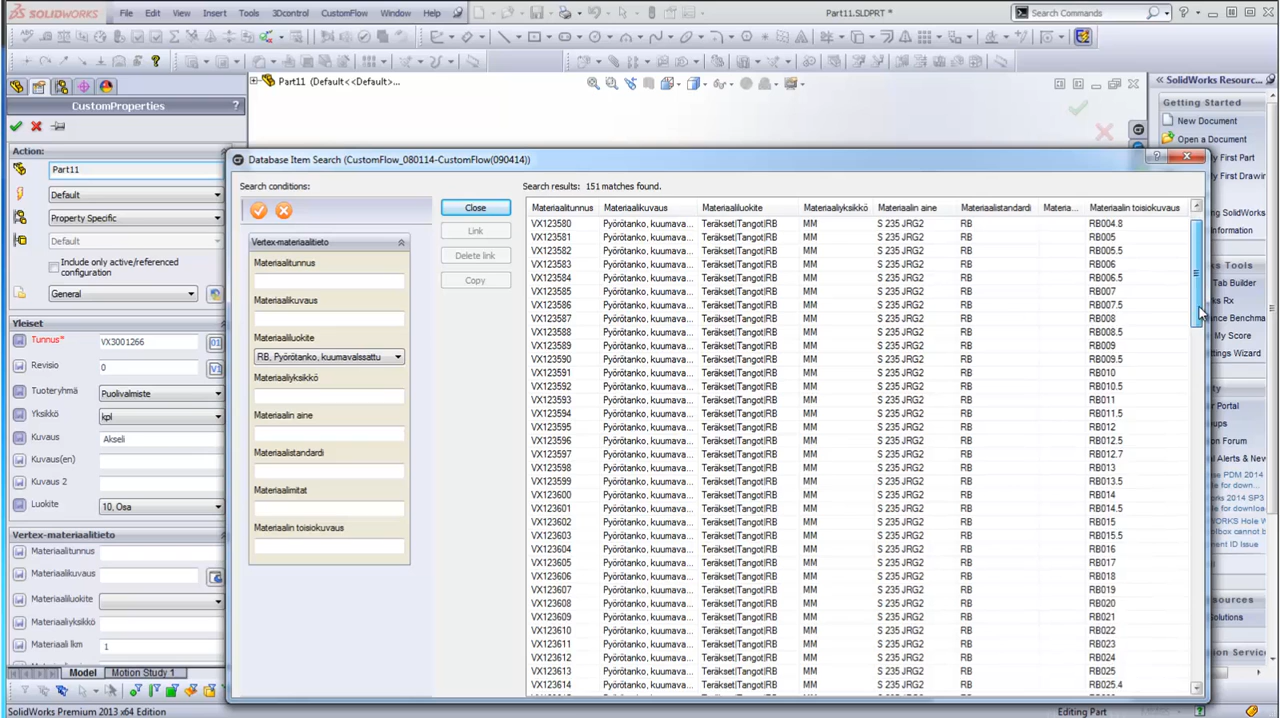 SOLIDWORKS File Edit View Insert Tools 3Dcontrol CustomFlow Window Help Part11.SLDPRT * Search Commands
Part11 (Default<<Default>...
SolidWorks Resourc...
CustomProperties ?
Getting Started
New Document
Open a Document
Action:
Part11
Default
Property Specific
Default
Include only active/referenced
configuration
General
Yleiset
Tunnus* VX3001266
Revisio 0
Tuoteryhmä Puolivalmiste
Yksikkö kpl
Kuvaus Akseli
Kuvaus(en)
Kuvaus 2
Luokite 10, Osa
Vertex-materiaalitieto
Materiaalitunnus
Materiaalikuvaus
Materiaaliluokite
Materiaaliyksikkö
Materiaali lkm 1
Model Motion Study 1
SolidWorks Premium 2013 x64 Edition
Editing Part
Database Item Search (CustomFlow_080114-CustomFlow(090414))
Search conditions:
Vertex-materiaalitieto
Materiaalitunnus
Materiaalikuvaus
Materiaaliluokite
RB, Pyörötanko, kuumavalssattu
Materiaaliyksikkö
Materiaalin aine
Materiaalistandardi
Materiaalimitat
Materiaalin toisiokuvaus
Close
Link
Delete link
Copy
Search results: 151 matches found.
Materiaalitunnus Materiaalikuvaus Materiaaliluokite Materiaaliyksikkö Materiaalin aine Materiaalistandardi Materia... Materiaalin toisiokuvaus
VX123580 Pyörötanko, kuumava... Teräkset|Tangot|RB MM S 235 JRG2 RB RB004.8
VX123581 Pyörötanko, kuumava... Teräkset|Tangot|RB MM S 235 JRG2 RB RB005
VX123582 Pyörötanko, kuumava... Teräkset|Tangot|RB MM S 235 JRG2 RB RB005.5
VX123583 Pyörötanko, kuumava... Teräkset|Tangot|RB MM S 235 JRG2 RB RB006
VX123584 Pyörötanko, kuumava... Teräkset|Tangot|RB MM S 235 JRG2 RB RB006.5
VX123585 Pyörötanko, kuumava... Teräkset|Tangot|RB MM S 235 JRG2 RB RB007
VX123586 Pyörötanko, kuumava... Teräkset|Tangot|RB MM S 235 JRG2 RB RB007.5
VX123587 Pyörötanko, kuumava... Teräkset|Tangot|RB MM S 235 JRG2 RB RB008
VX123588 Pyörötanko, kuumava... Teräkset|Tangot|RB MM S 235 JRG2 RB RB008.5
VX123589 Pyörötanko, kuumava... Teräkset|Tangot|RB MM S 235 JRG2 RB RB009
VX123590 Pyörötanko, kuumava... Teräkset|Tangot|RB MM S 235 JRG2 RB RB009.5
VX123591 Pyörötanko, kuumava... Teräkset|Tangot|RB MM S 235 JRG2 RB RB010
VX123592 Pyörötanko, kuumava... Teräkset|Tangot|RB MM S 235 JRG2 RB RB010.5
VX123593 Pyörötanko, kuumava... Teräkset|Tangot|RB MM S 235 JRG2 RB RB011
VX123594 Pyörötanko, kuumava... Teräkset|Tangot|RB MM S 235 JRG2 RB RB011.5
VX123595 Pyörötanko, kuumava... Teräkset|Tangot|RB MM S 235 JRG2 RB RB012
VX123596 Pyörötanko, kuumava... Teräkset|Tangot|RB MM S 235 JRG2 RB RB012.5
VX123597 Pyörötanko, kuumava... Teräkset|Tangot|RB MM S 235 JRG2 RB RB012.7
VX123598 Pyörötanko, kuumava... Teräkset|Tangot|RB MM S 235 JRG2 RB RB013
VX123599 Pyörötanko, kuumava... Teräkset|Tangot|RB MM S 235 JRG2 RB RB013.5
VX123600 Pyörötanko, kuumava... Teräkset|Tangot|RB MM S 235 JRG2 RB RB014
VX123601 Pyörötanko, kuumava... Teräkset|Tangot|RB MM S 235 JRG2 RB RB014.5
VX123602 Pyörötanko, kuumava... Teräkset|Tangot|RB MM S 235 JRG2 RB RB015
VX123603 Pyörötanko, kuumava... Teräkset|Tangot|RB MM S 235 JRG2 RB RB015.5
VX123604 Pyörötanko, kuumava... Teräkset|Tangot|RB MM S 235 JRG2 RB RB016
VX123605 Pyörötanko, kuumava... Teräkset|Tangot|RB MM S 235 JRG2 RB RB017
VX123606 Pyörötanko, kuumava... Teräkset|Tangot|RB MM S 235 JRG2 RB RB018
VX123607 Pyörötanko, kuumava... Teräkset|Tangot|RB MM S 235 JRG2 RB RB019
VX123608 Pyörötanko, kuumava... Teräkset|Tangot|RB MM S 235 JRG2 RB RB020
VX123609 Pyörötanko, kuumava... Teräkset|Tangot|RB MM S 235 JRG2 RB RB021
VX123610 Pyörötanko, kuumava... Teräkset|Tangot|RB MM S 235 JRG2 RB RB022
VX123611 Pyörötanko, kuumava... Teräkset|Tangot|RB MM S 235 JRG2 RB RB023
VX123612 Pyörötanko, kuumava... Teräkset|Tangot|RB MM S 235 JRG2 RB RB024
VX123613 Pyörötanko, kuumava... Teräkset|Tangot|RB MM S 235 JRG2 RB RB025
VX123614 Pyörötanko, kuumava... Teräkset|Tangot|RB MM S 235 JRG2 RB RB025.4
First Part
First Drawin
SolidWorks
Tools
Tab Builder
Rx
Benchma
My Score
Settings Wizard
Portal
Forum
Alerts & New
PDM 2014
2014 SP3
Hole W
ent ID Issue
Solutions